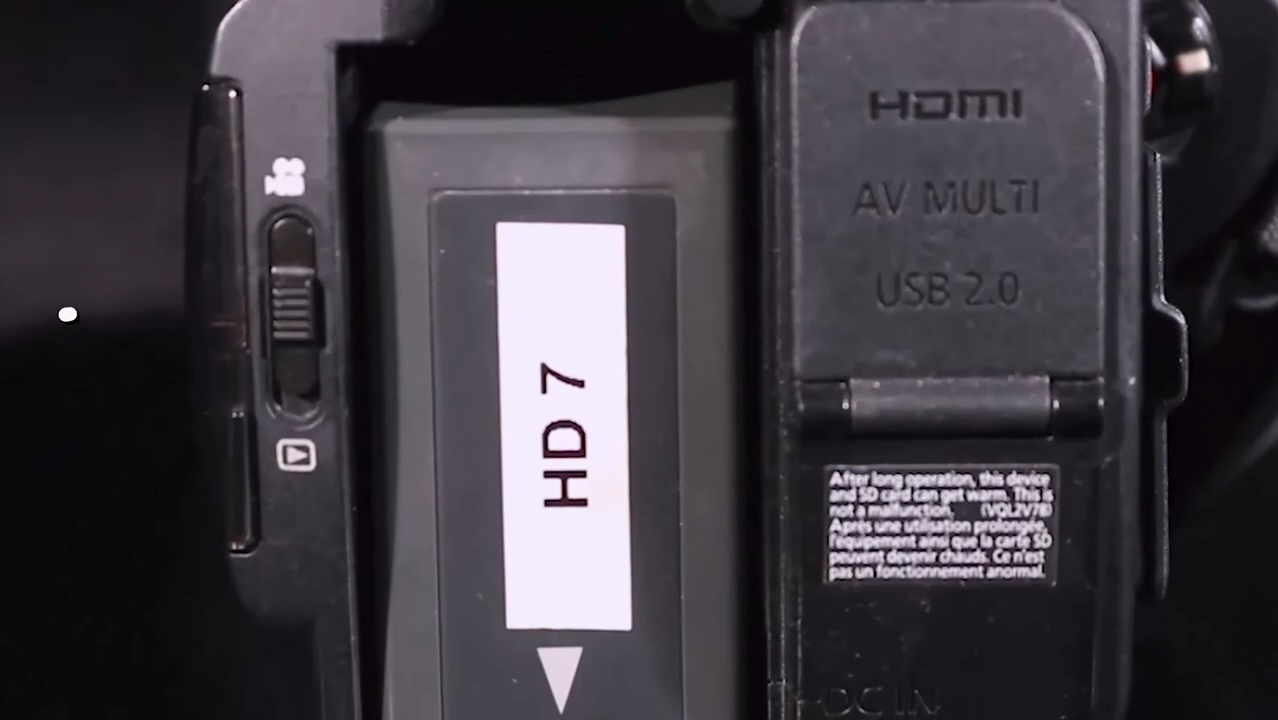 HDMI
AV MULTI
USB 2.0
HD 7
After long operation, this device
and SD card can get warm. This is
not a malfunction. (VQL2V78)
Après une utilisation prolongée,
l'équipement ainsi que la carte SD
peuvent devenir chauds. Ce n'est
pas un fonctionnement anormal.
DC IN